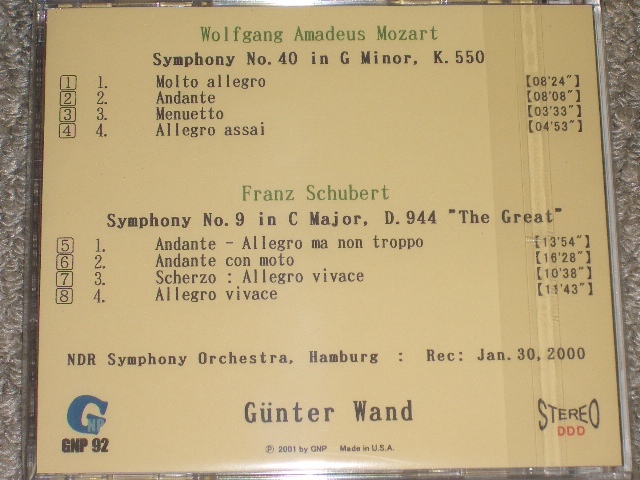 Wolfgang Amadeus Mozart
Symphony No.40 in G Minor, K.550
1 1. Molto allegro [08'24"]
2 2. Andante [08'08"]
3 3. Menuetto [03'33"]
4 4. Allegro assai [04'53"]
Franz Schubert
Symphony No.9 in C Major, D.944 "The Great"
5 1. Andante - Allegro ma non troppo [13'54"]
6 2. Andante con moto [16'28"]
7 3. Scherzo : Allegro vivace [10'38"]
8 4. Allegro vivace [11'43"]
NDR Symphony Orchestra, Hamburg : Rec: Jan.30,2000
GNP
GNP 92
Günter Wand
STEREO
DDD
℗ 2001 by GNP Made in U.S.A.